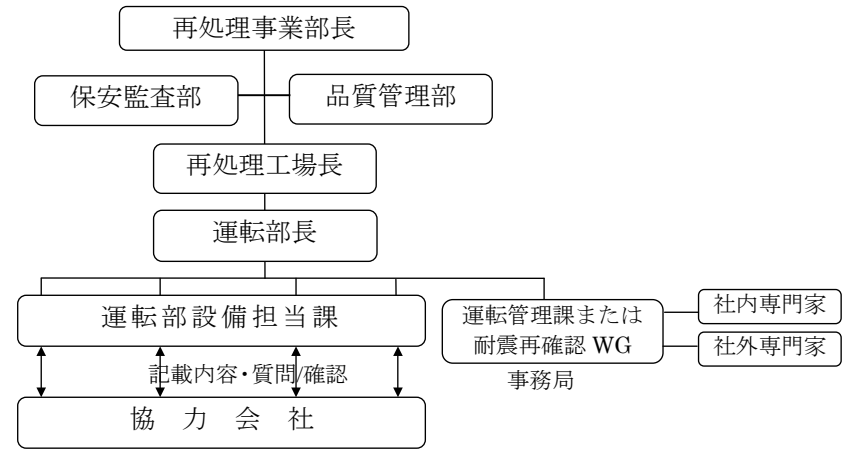 再処理事業部長
保安監査部
品質管理部
再処理工場長
運転部長
運転部設備担当課
運転管理課または
耐震再確認 WG
社内専門家
社外専門家
記載内容・質問/確認
事務局
協力会社